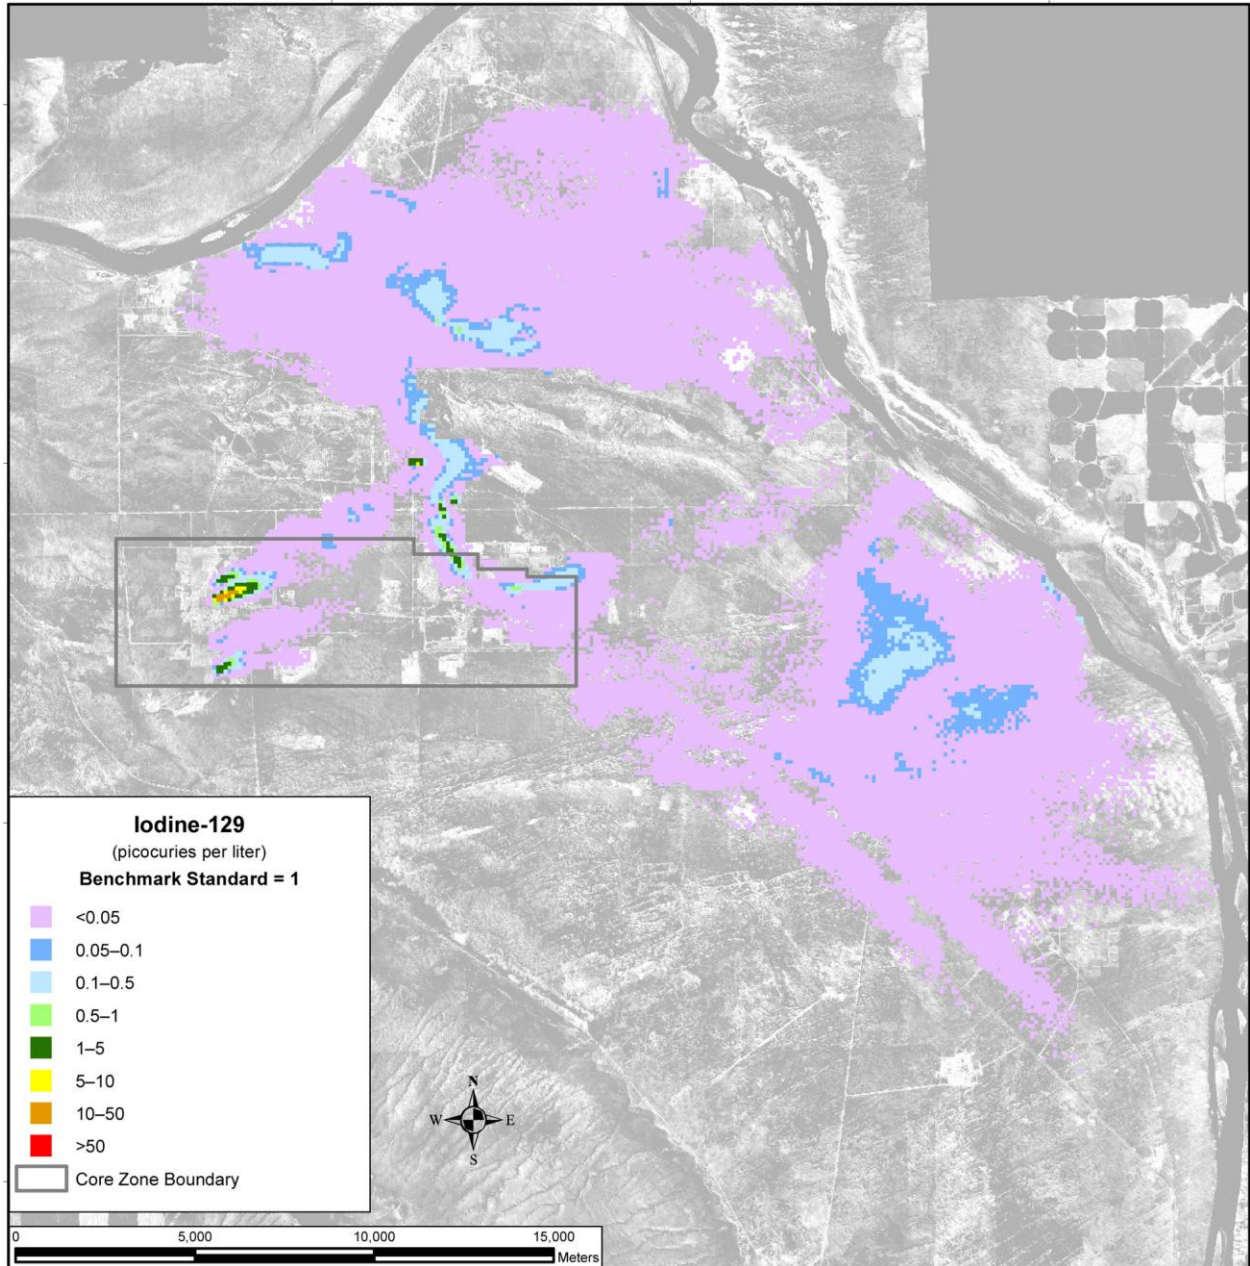 Iodine-129
(picocuries per liter)
Benchmark Standard = 1
<0.05
0.05–0.1
0.1–0.5
0.5–1
1–5
5–10
10–50
>50
Core Zone Boundary
N
W E
S
0 5,000 10,000 15,000
Meters